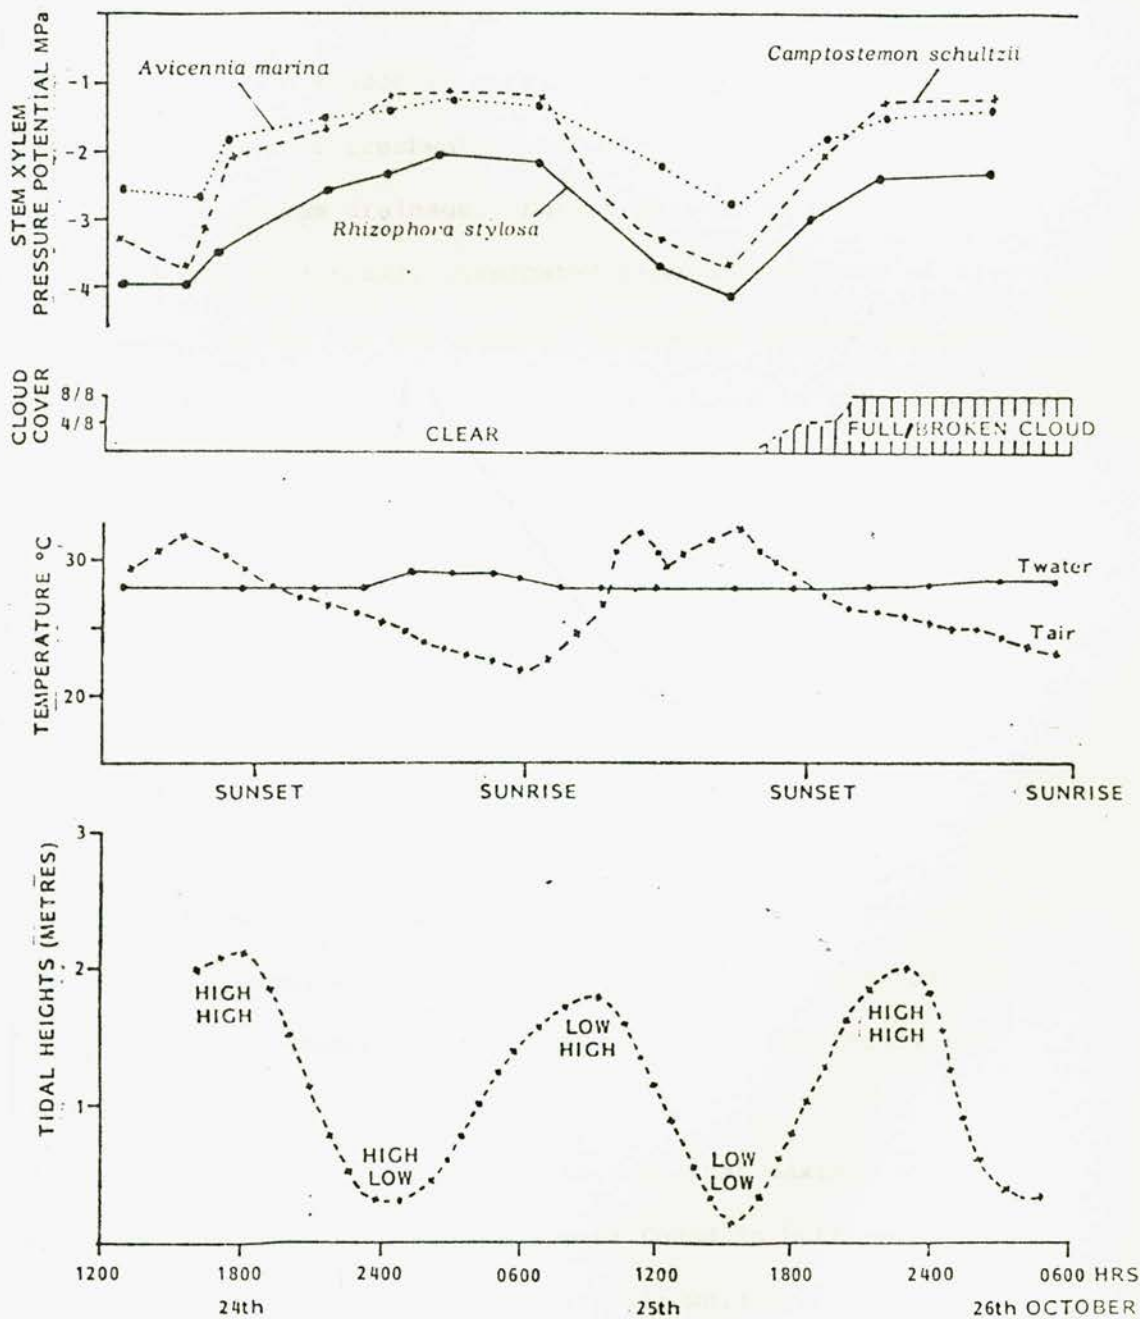 STEM XYLEM
PRESSURE POTENTIAL MPa
-1
-2
-3
-4
Avicennia marina
Camptostemon schultzii
Rhizophora stylosa
CLOUD
COVER
8/8
4/8
CLEAR
FULL/BROKEN CLOUD
TEMPERATURE °C
30
20
Twater
Tair
SUNSET
SUNRISE
SUNSET
SUNRISE
TIDAL HEIGHTS (METRES)
3
2
1
HIGH
HIGH
HIGH
LOW
LOW
HIGH
LOW
LOW
HIGH
HIGH
1200 1800 2400 0600 1200 1800 2400 0600 HRS
24th 25th 26th OCTOBER